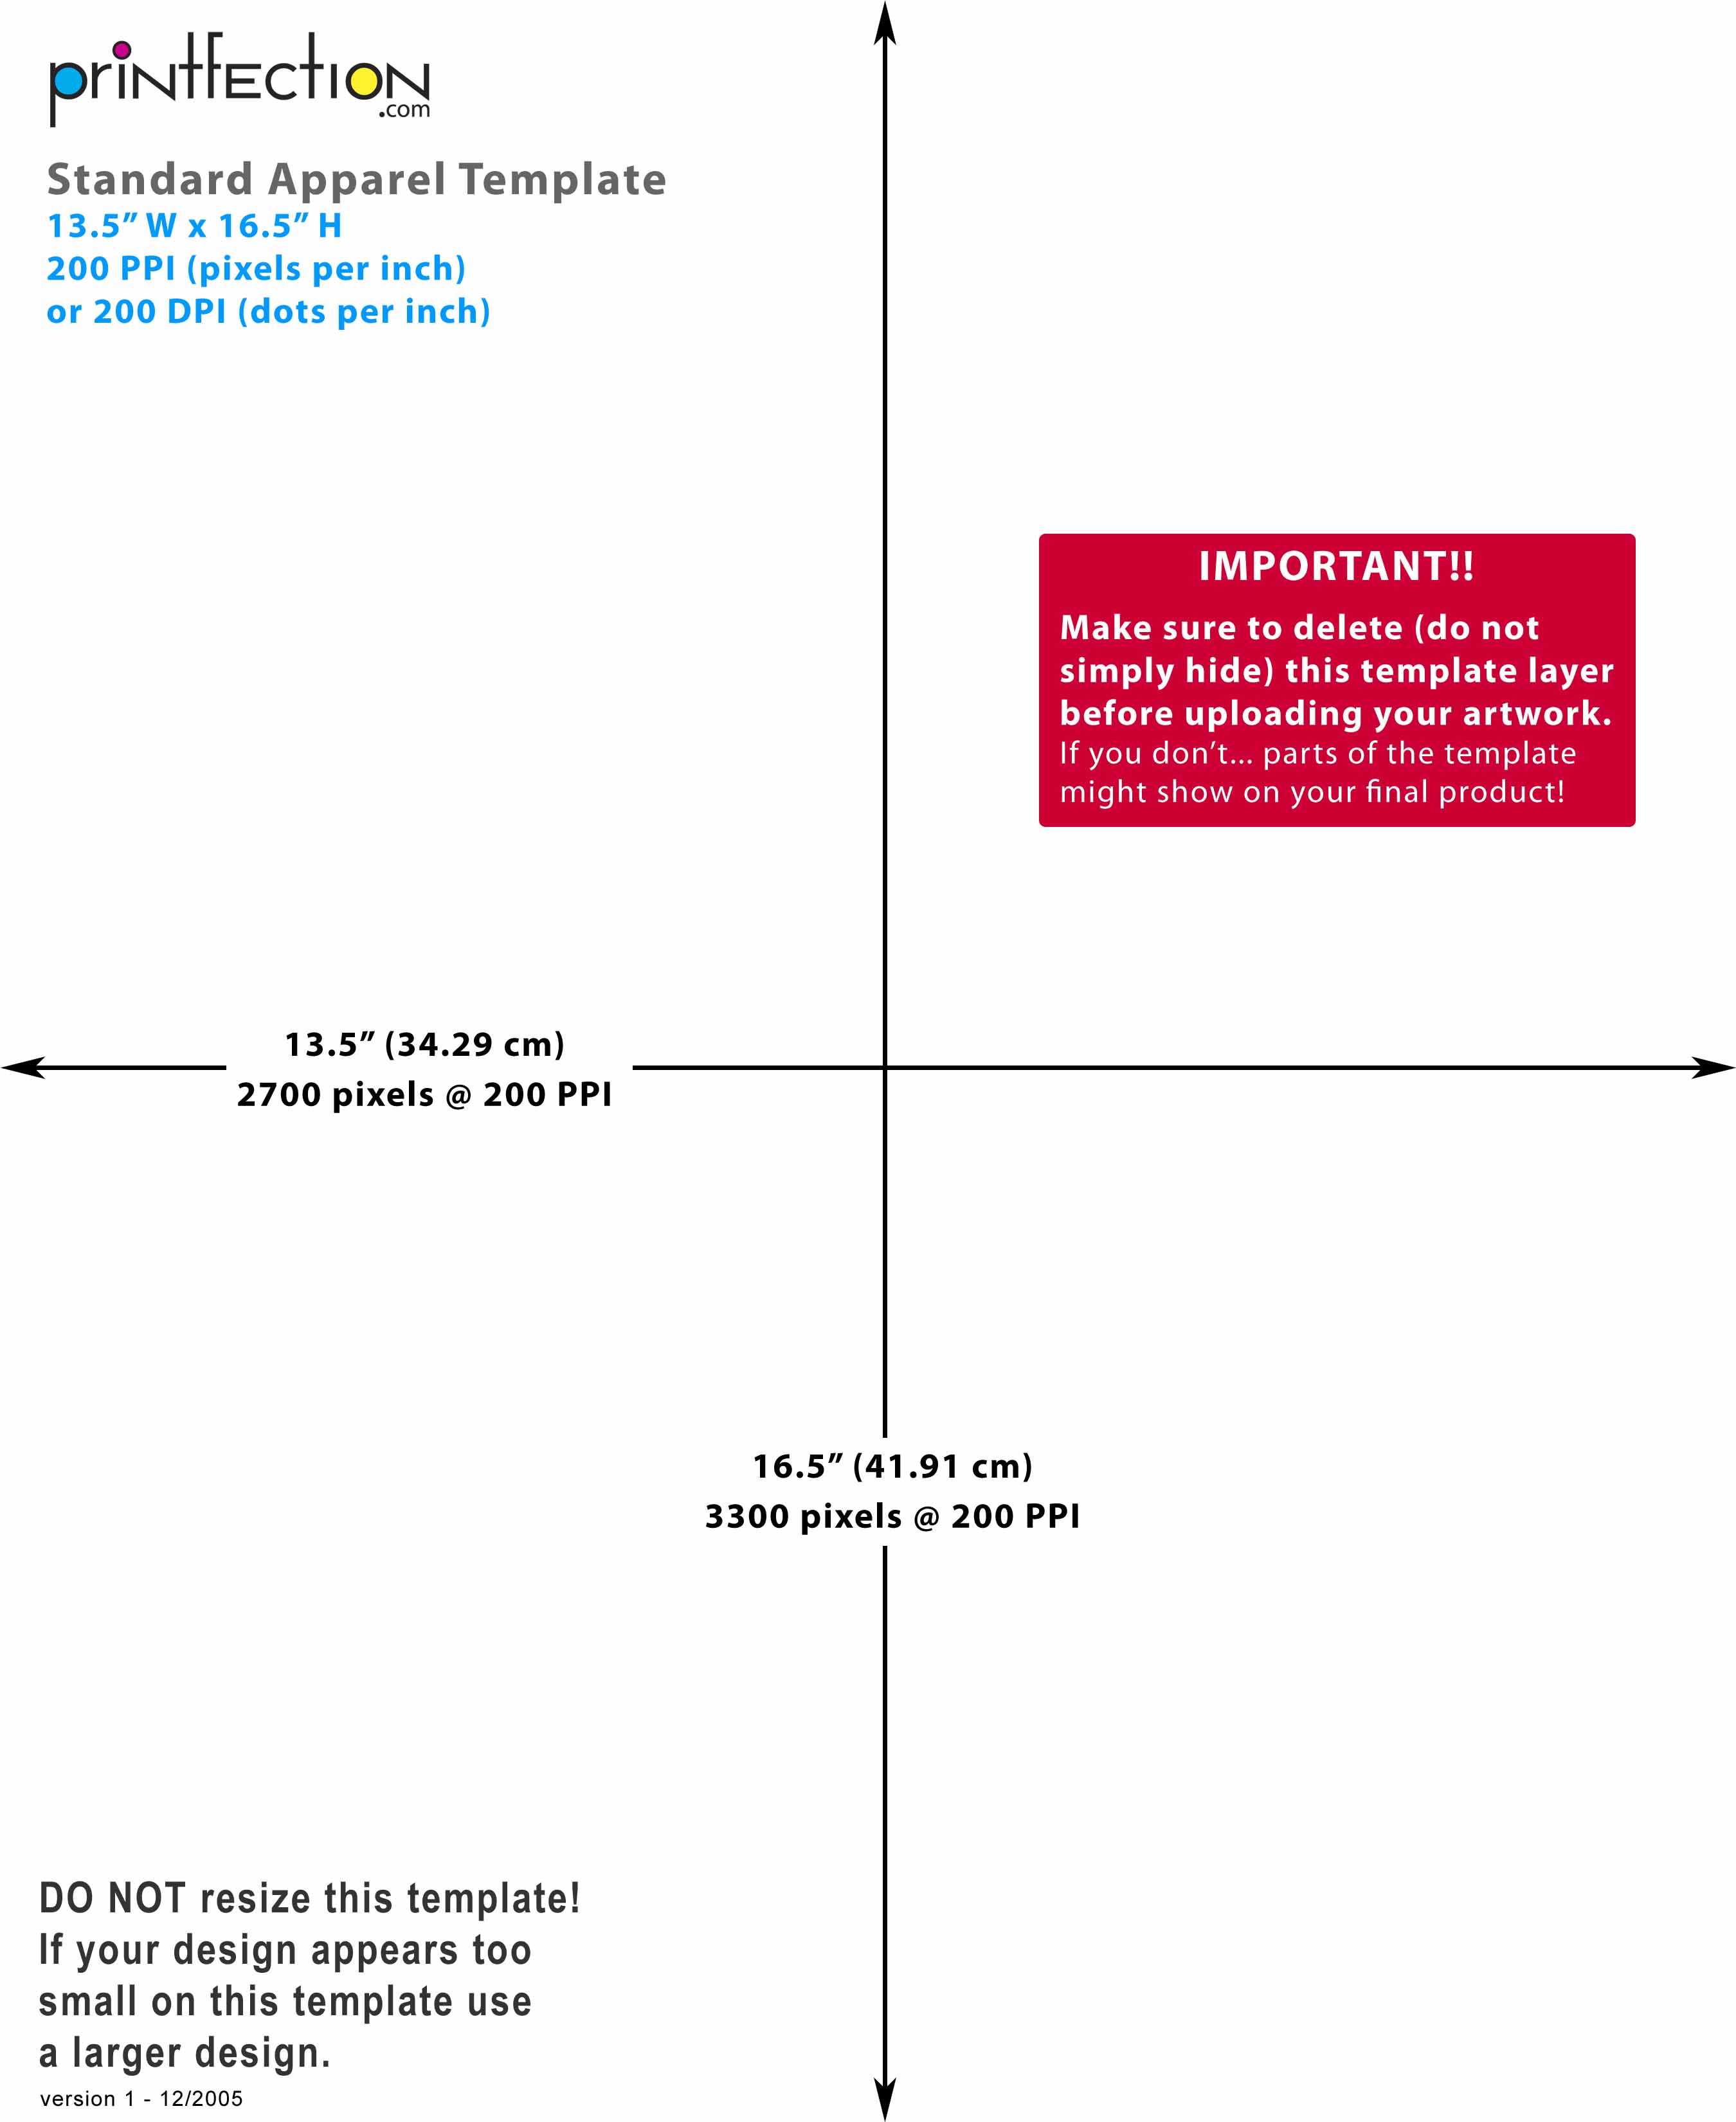 printfection
.com
Standard Apparel Template
13.5” W x 16.5” H
200 PPI (pixels per inch)
or 200 DPI (dots per inch)
IMPORTANT!!
Make sure to delete (do not
simply hide) this template layer
before uploading your artwork.
If you don’t... parts of the template
might show on your final product!
13.5” (34.29 cm)
2700 pixels @ 200 PPI
16.5” (41.91 cm)
3300 pixels @ 200 PPI
DO NOT resize this template!
If your design appears too
small on this template use
a larger design.
version 1 - 12/2005